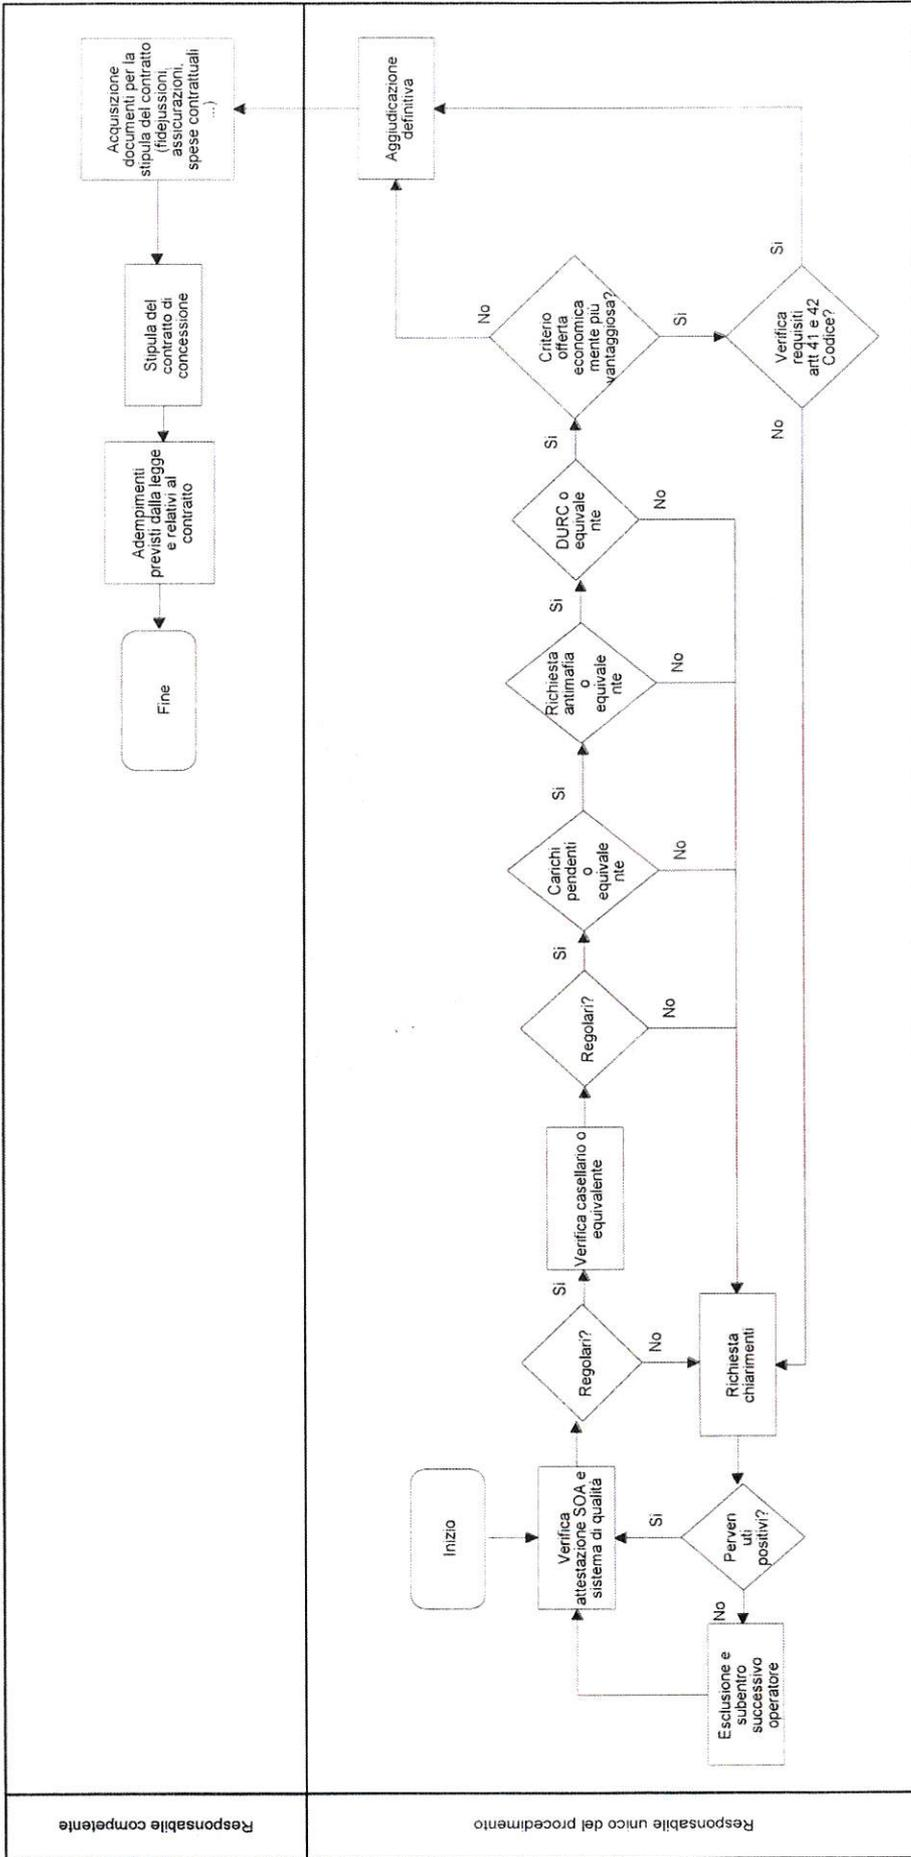 Responsabile competente
Acquisizione
documenti per la
stipula del contratto
(fidejussioni,
assicurazioni,
spese contrattuali
...)
Stipula del
contratto di
concessione
Adempimenti
previsti dalla legge
e relativi al
contratto
Fine
Responsabile unico del procedimento
Inizio
Verifica
attestazione SOA e
sistema di qualità
Regolari?
Si
No
Verifica casellario o
equivalente
Regolari?
Si
No
Carichi
pendenti
o
equivale
nte
Si
No
Richiesta
antimafia
o
equivale
nte
Si
No
DURC o
equivale
nte
Si
No
Criterio
offerta
economica
mente più
vantaggiosa?
No
Si
Verifica
requisiti
artt 41 e 42
Codice?
No
Si
Aggiudicazione
definitiva
Richiesta
chiarimenti
Perven
uti
positivi?
Si
No
Esclusione e
subentro
successivo
operatore